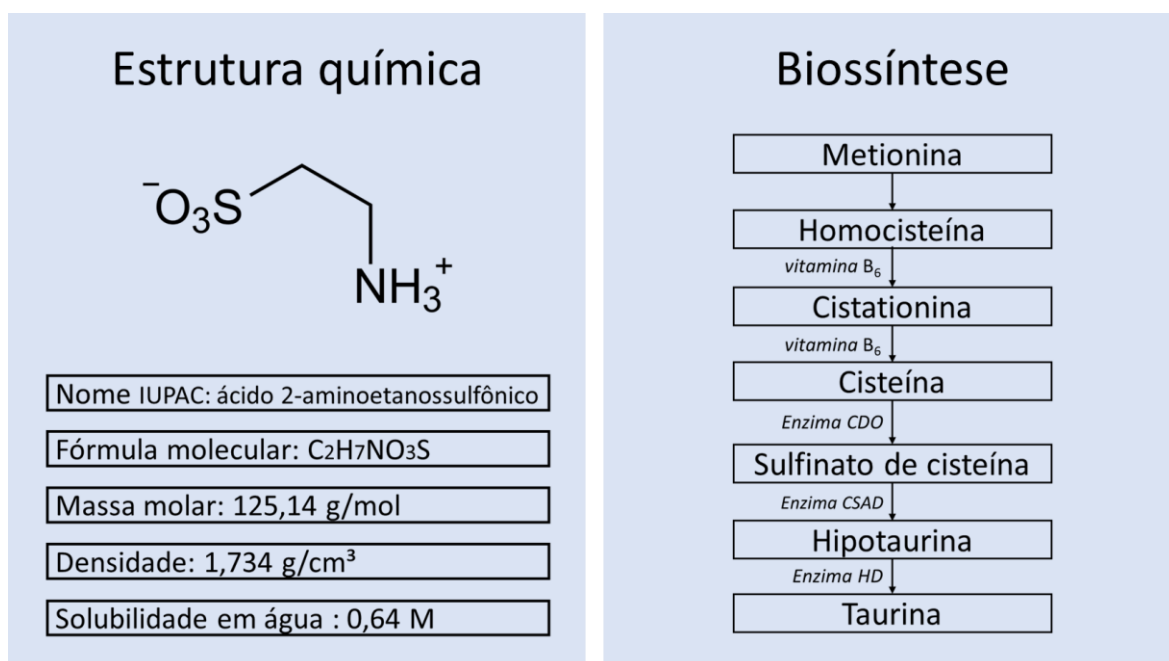 Estrutura química
⁻O₃S
NH₃⁺
Nome IUPAC: ácido 2-aminoetanossulfônico
Fórmula molecular: C₂H₇NO₃S
Massa molar: 125,14 g/mol
Densidade: 1,734 g/cm³
Solubilidade em água : 0,64 M
Biossíntese
Metionina
Homocisteína
vitamina B₆
Cistationina
vitamina B₆
Cisteína
Enzima CDO
Sulfinato de cisteína
Enzima CSAD
Hipotaurina
Enzima HD
Taurina